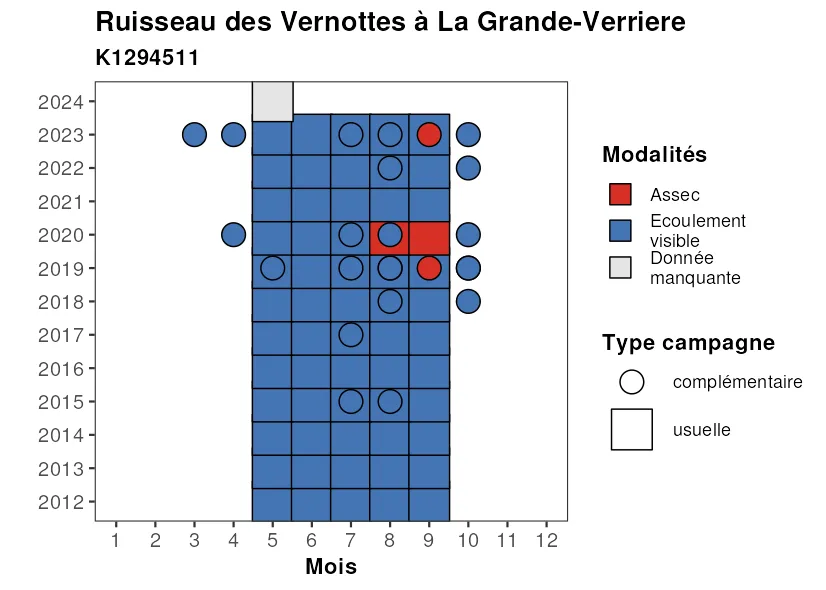 Ruisseau des Vernottes à La Grande-Verriere
K1294511
2024
2023
2022
2021
2020
2019
2018
2017
2016
2015
2014
2013
2012
1 2 3 4 5 6 7 8 9 10 11 12
Mois
Modalités
Assec
Ecoulement
visible
Donnée
manquante
Type campagne
complémentaire
usuelle